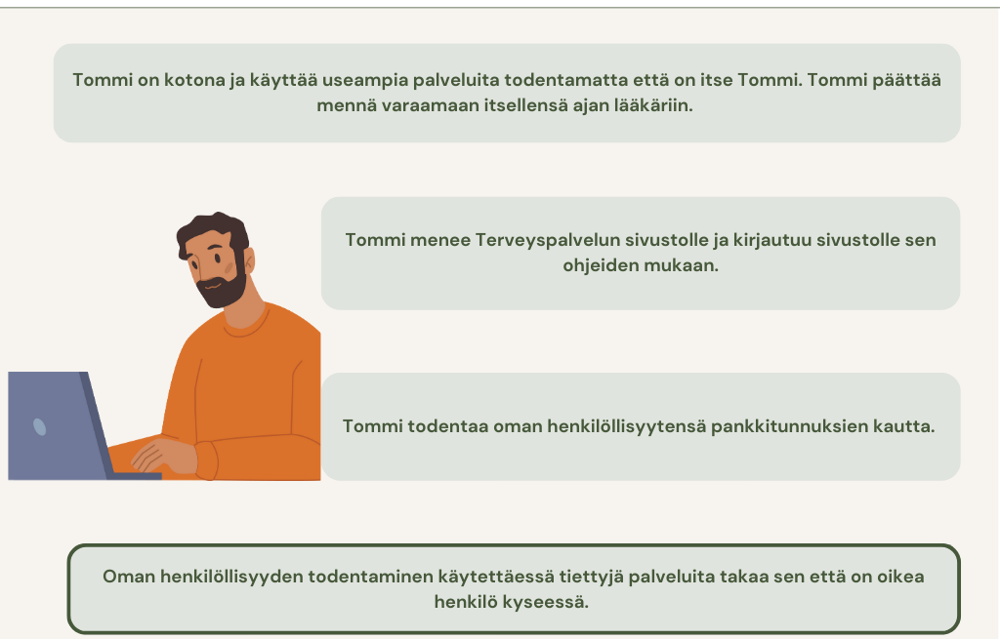 Tommi on kotona ja käyttää useampia palveluita todentamatta että on itse Tommi. Tommi päättää
mennä varaamaan itsellensä ajan lääkäriin.
Tommi menee Terveyspalvelun sivustolle ja kirjautuu sivustolle sen
ohjeiden mukaan.
Tommi todentaa oman henkilöllisyytensä pankkitunnuksien kautta.
Oman henkilöllisyyden todentaminen käytettäessä tiettyjä palveluita takaa sen että on oikea
henkilö kyseessä.